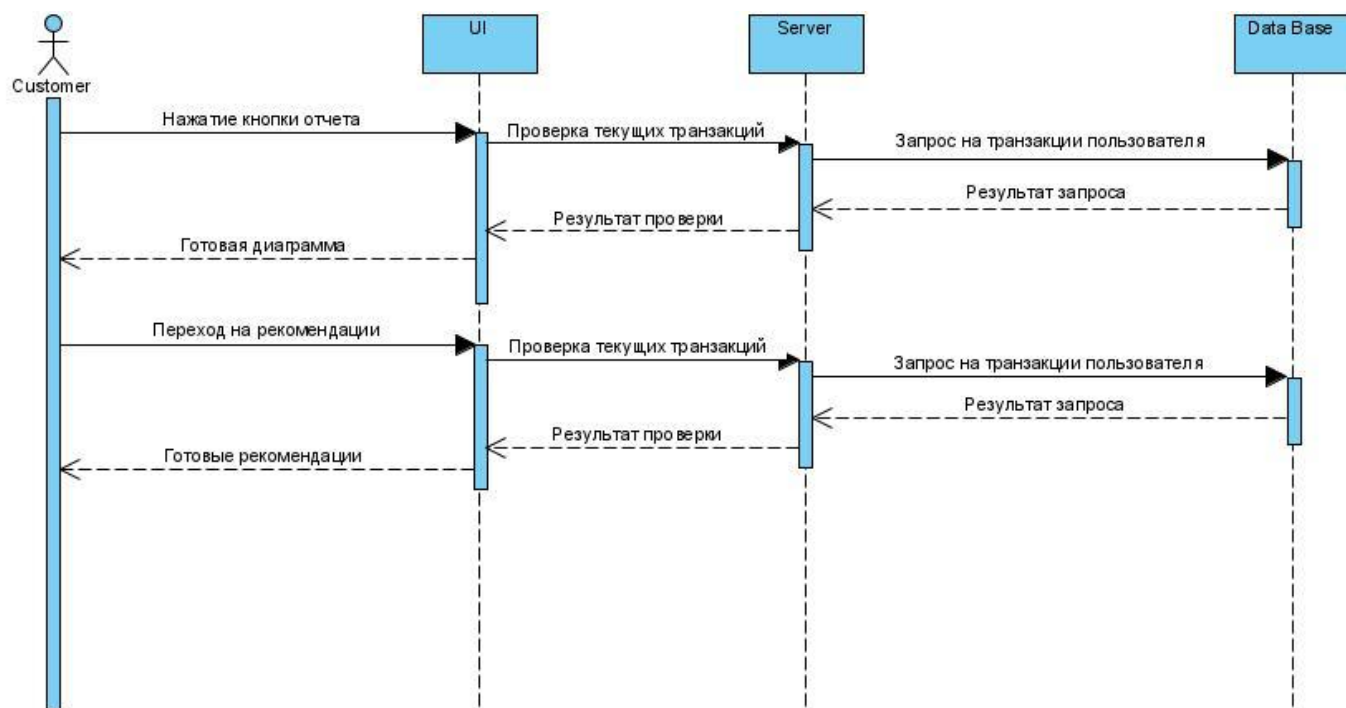 UI
Server
Data Base
Customer
Нажатие кнопки отчета
Проверка текущих транзакций
Запрос на транзакции пользователя
Результат запроса
Результат проверки
Готовая диаграмма
Переход на рекомендации
Проверка текущих транзакций
Запрос на транзакции пользователя
Результат запроса
Результат проверки
Готовые рекомендации